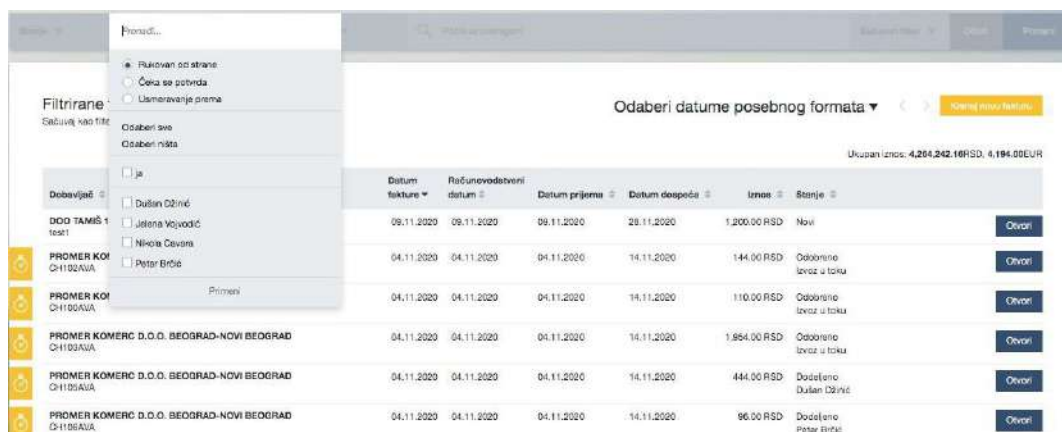 Stanje
Pronađi...
Rukovan od strane
Čeka se potvrda
Usmeravanje prema
Odaberi sve
Odaberi ništa
ja
Dušan Džinić
Jelena Vojvodić
Nikola Cavara
Petar Brčić
Primeni
Filtrirane
Sačuvaj kao filte
Odaberi datume posebnog formata
Kreiraj novu fakturu
Ukupan iznos: 4,264,242.16RSD, 4,194.00EUR
Dobavljač Datum fakture Računovodstveni datum Datum prijema Datum dospeća Iznos Stanje
DOO TAMIŠ 1 09.11.2020 09.11.2020 09.11.2020 28.11.2020 1,200.00 RSD Novi Otvori
test1
PROMER KO 04.11.2020 04.11.2020 04.11.2020 14.11.2020 144.00 RSD Odobreno Otvori
CH102AVA Izvoz u toku
PROMER KO 04.11.2020 04.11.2020 04.11.2020 14.11.2020 110.00 RSD Odobreno Otvori
CH100AVA Izvoz u toku
PROMER KOMERC D.O.O. BEOGRAD-NOVI BEOGRAD 04.11.2020 04.11.2020 04.11.2020 14.11.2020 1,954.00 RSD Odobreno Otvori
CH103AVA Izvoz u toku
PROMER KOMERC D.O.O. BEOGRAD-NOVI BEOGRAD 04.11.2020 04.11.2020 04.11.2020 14.11.2020 444.00 RSD Dodeljeno Otvori
CH105AVA Dušan Džinić
PROMER KOMERC D.O.O. BEOGRAD-NOVI BEOGRAD 04.11.2020 04.11.2020 04.11.2020 14.11.2020 96.00 RSD Dodeljeno Otvori
CH106AVA Petar Brčić